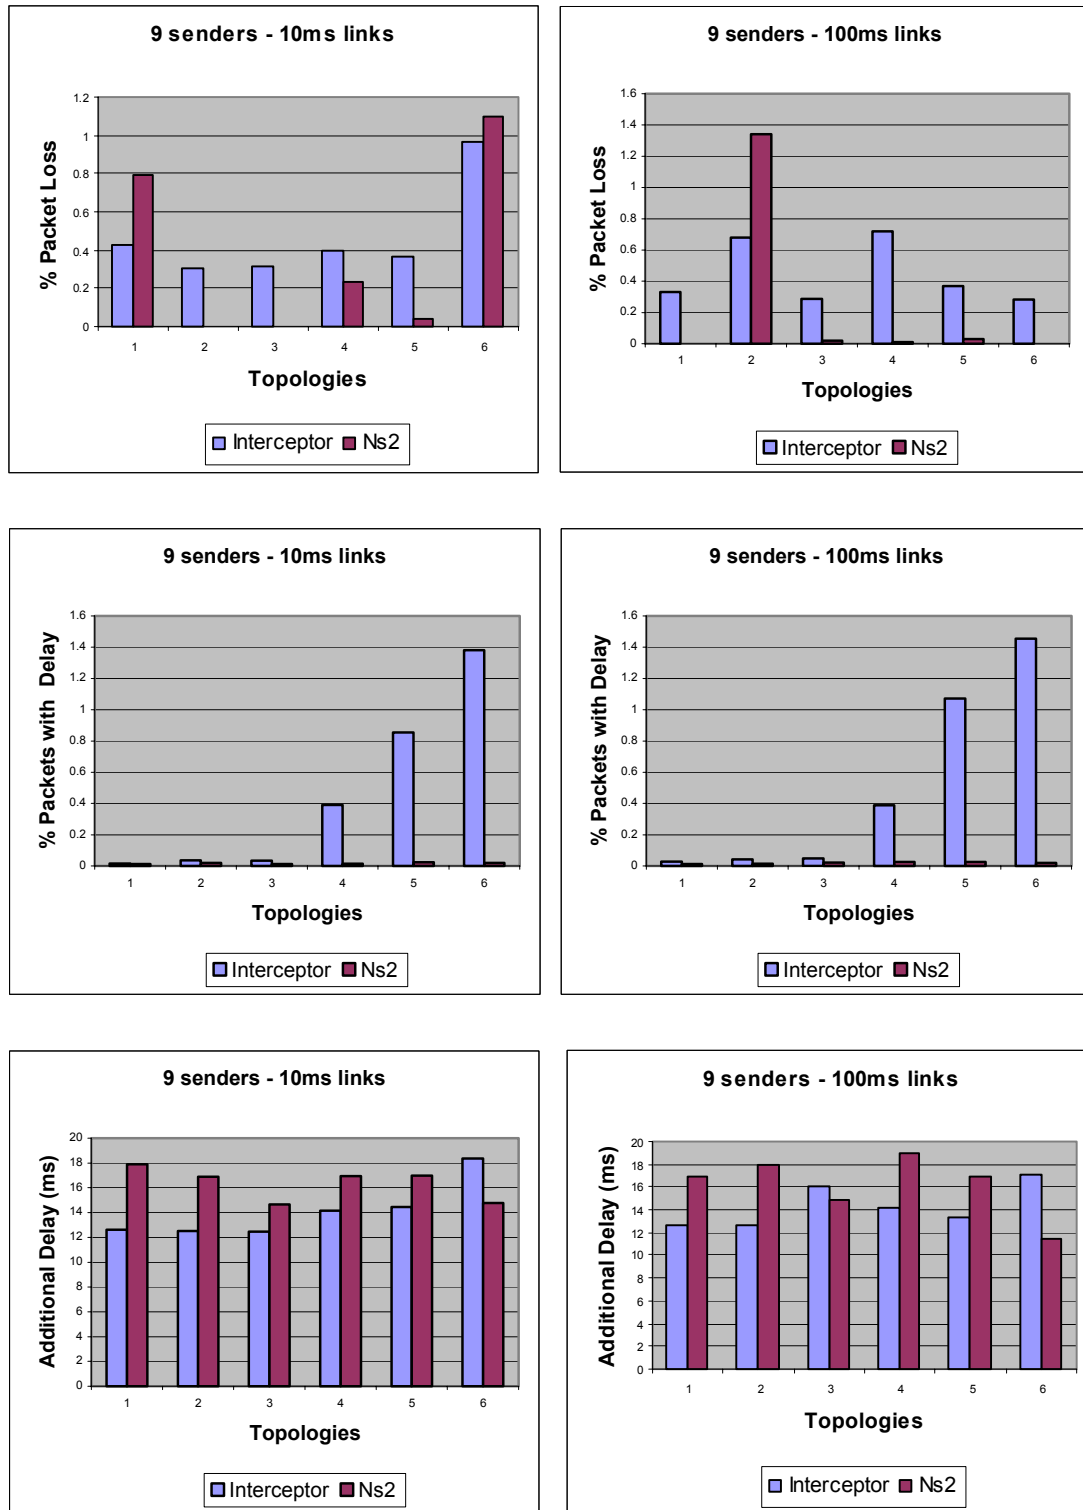 9 senders - 10ms links
% Packet Loss
1.2
1
0.8
0.6
0.4
0.2
0
1 2 3 4 5 6
Topologies
Interceptor Ns2
9 senders - 100ms links
% Packet Loss
1.6
1.4
1.2
1
0.8
0.6
0.4
0.2
0
1 2 3 4 5 6
Topologies
Interceptor Ns2
9 senders - 10ms links
% Packets with Delay
1.6
1.4
1.2
1
0.8
0.6
0.4
0.2
0
1 2 3 4 5 6
Topologies
Interceptor Ns2
9 senders - 100ms links
% Packets with Delay
1.6
1.4
1.2
1
0.8
0.6
0.4
0.2
0
1 2 3 4 5 6
Topologies
Interceptor Ns2
9 senders - 10ms links
Additional Delay (ms)
20
18
16
14
12
10
8
6
4
2
0
1 2 3 4 5 6
Topologies
Interceptor Ns2
9 senders - 100ms links
Additional Delay (ms)
20
18
16
14
12
10
8
6
4
2
0
1 2 3 4 5 6
Topologies
Interceptor Ns2